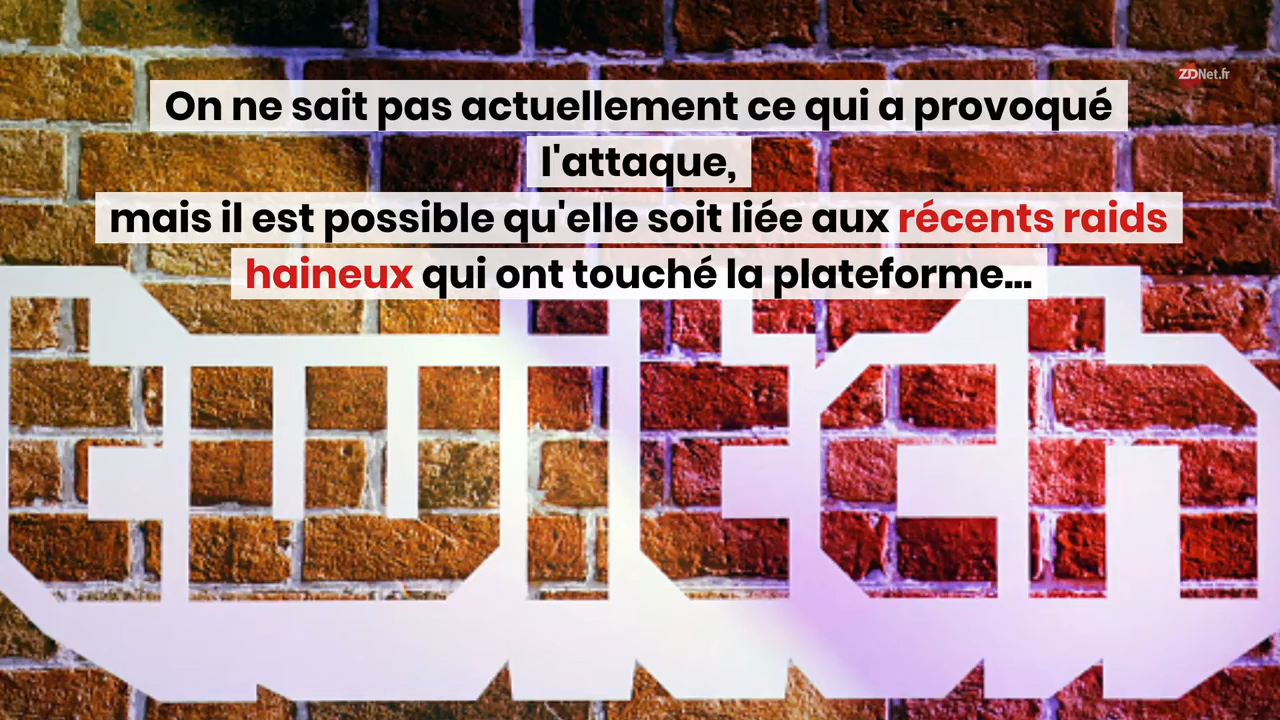 ZDNet.fr
On ne sait pas actuellement ce qui a provoqué
l'attaque,
mais il est possible qu'elle soit liée aux récents raids
haineux qui ont touché la plateforme...
twitch